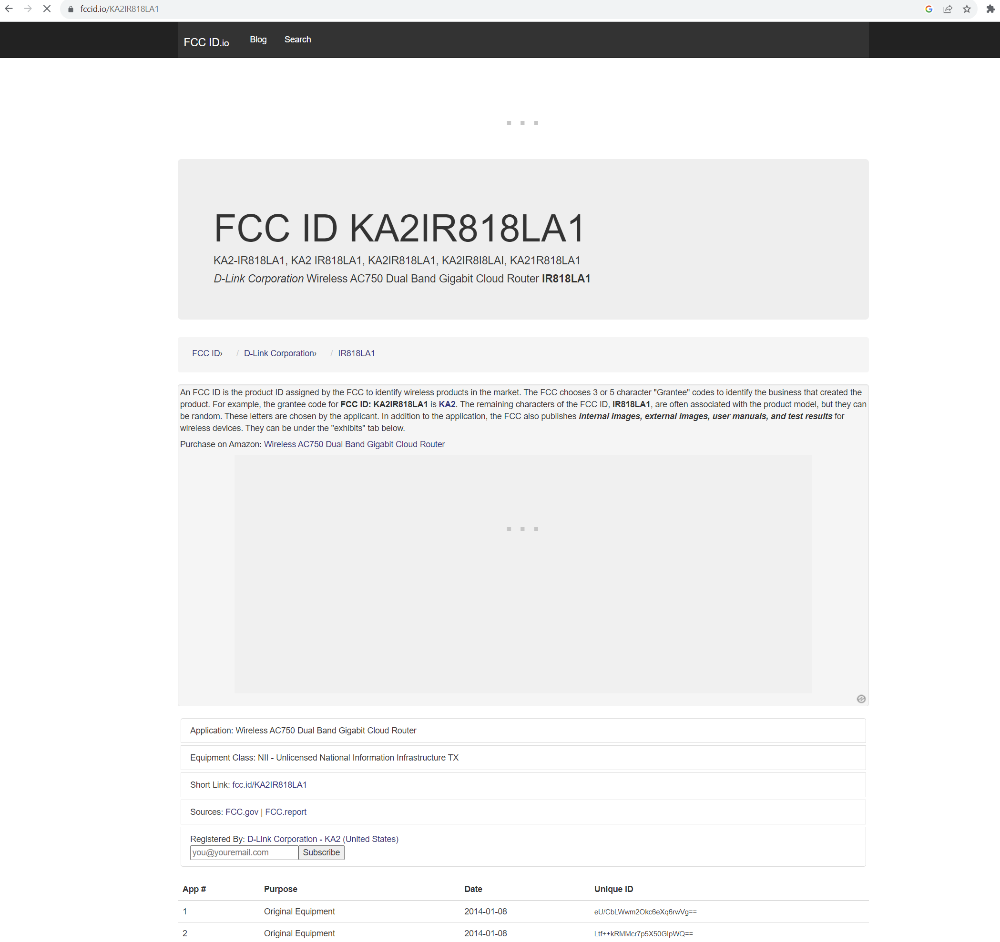 fccid.io/KA2IR818LA1
FCC ID.io Blog Search
FCC ID KA2IR818LA1
KA2-IR818LA1, KA2 IR818LA1, KA2IR818LA1, KA2IR8I8LAI, KA21R818LA1
D-Link Corporation Wireless AC750 Dual Band Gigabit Cloud Router IR818LA1
FCC ID› / D-Link Corporation› / IR818LA1
An FCC ID is the product ID assigned by the FCC to identify wireless products in the market. The FCC chooses 3 or 5 character "Grantee" codes to identify the business that created the
product. For example, the grantee code for FCC ID: KA2IR818LA1 is KA2. The remaining characters of the FCC ID, IR818LA1, are often associated with the product model, but they can
be random. These letters are chosen by the applicant. In addition to the application, the FCC also publishes internal images, external images, user manuals, and test results for
wireless devices. They can be under the "exhibits" tab below.
Purchase on Amazon: Wireless AC750 Dual Band Gigabit Cloud Router
Application: Wireless AC750 Dual Band Gigabit Cloud Router
Equipment Class: NII - Unlicensed National Information Infrastructure TX
Short Link: fcc.id/KA2IR818LA1
Sources: FCC.gov | FCC.report
Registered By: D-Link Corporation - KA2 (United States)
you@youremail.com Subscribe
App # Purpose Date Unique ID
1 Original Equipment 2014-01-08 eU/CbLWwm2Okc6eXq6rwVg==
2 Original Equipment 2014-01-08 Ltf++kRMMcr7p5X50GIpWQ==